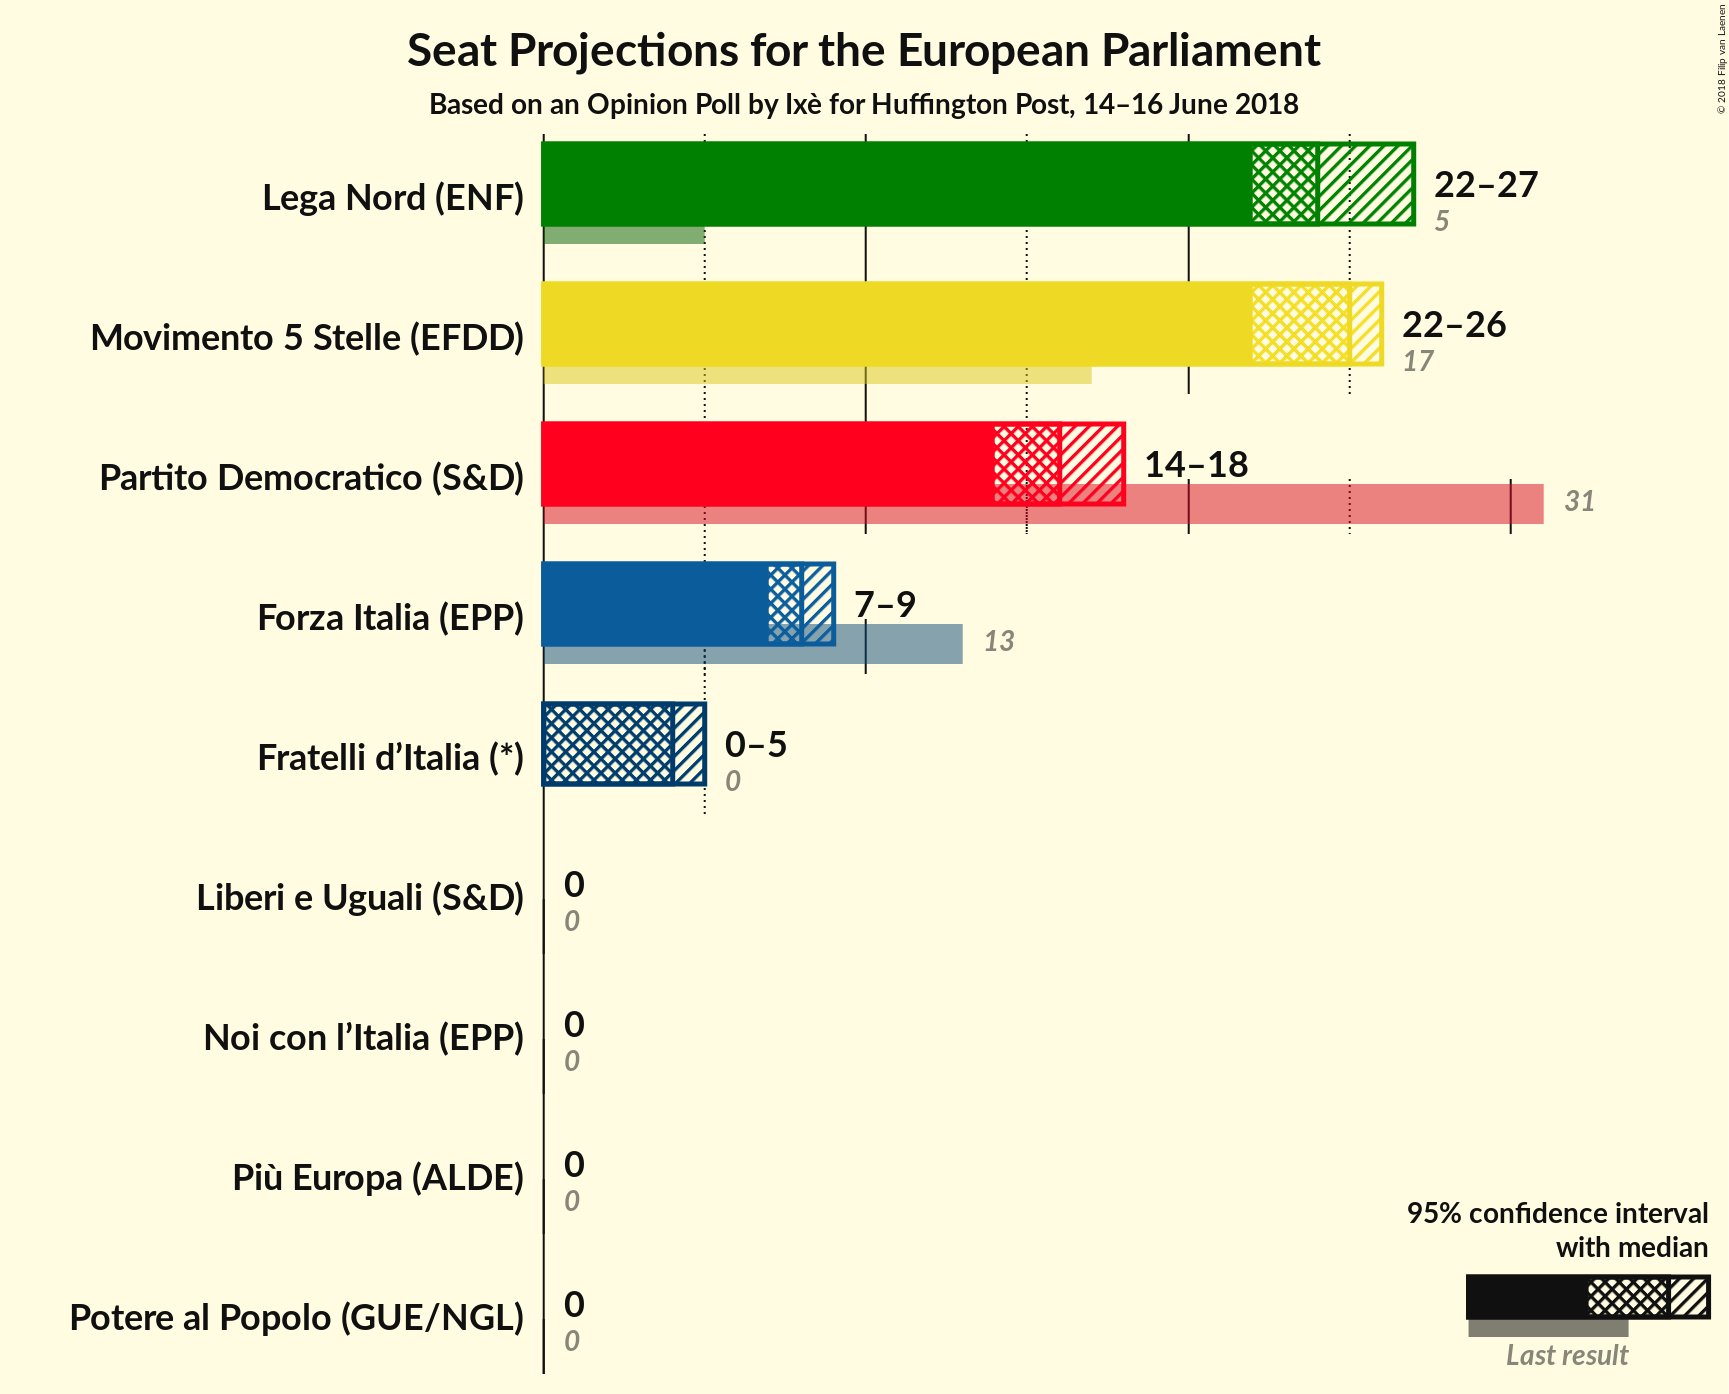 Seat Projections for the European Parliament
Based on an Opinion Poll by Ixè for Huffington Post, 14–16 June 2018
© 2018 Filip van Laenen
Lega Nord (ENF)
22–27
5
Movimento 5 Stelle (EFDD)
22–26
17
Partito Democratico (S&D)
14–18
31
Forza Italia (EPP)
7–9
13
Fratelli d’Italia (*)
0–5
0
Liberi e Uguali (S&D)
0
0
Noi con l’Italia (EPP)
0
0
Più Europa (ALDE)
0
0
Potere al Popolo (GUE/NGL)
0
0
95% confidence interval
with median
Last result